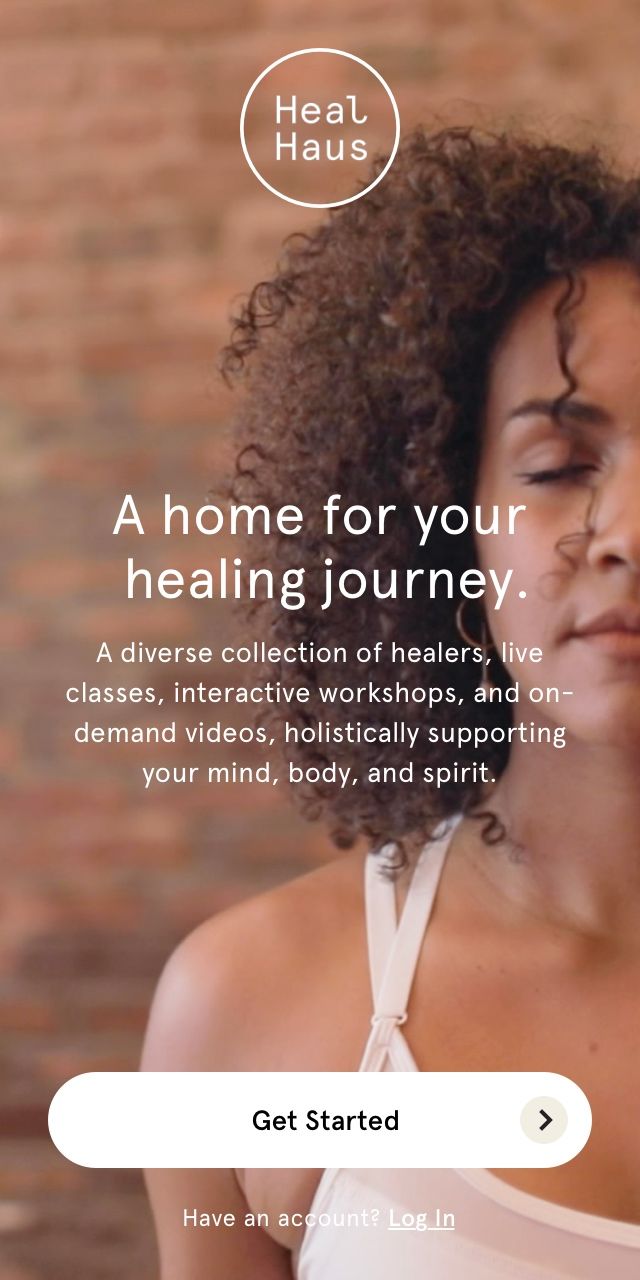 Heal
Haus
A home for your
healing journey.
A diverse collection of healers, live
classes, interactive workshops, and on-
demand videos, holistically supporting
your mind, body, and spirit.
Get Started
Have an account? Log In